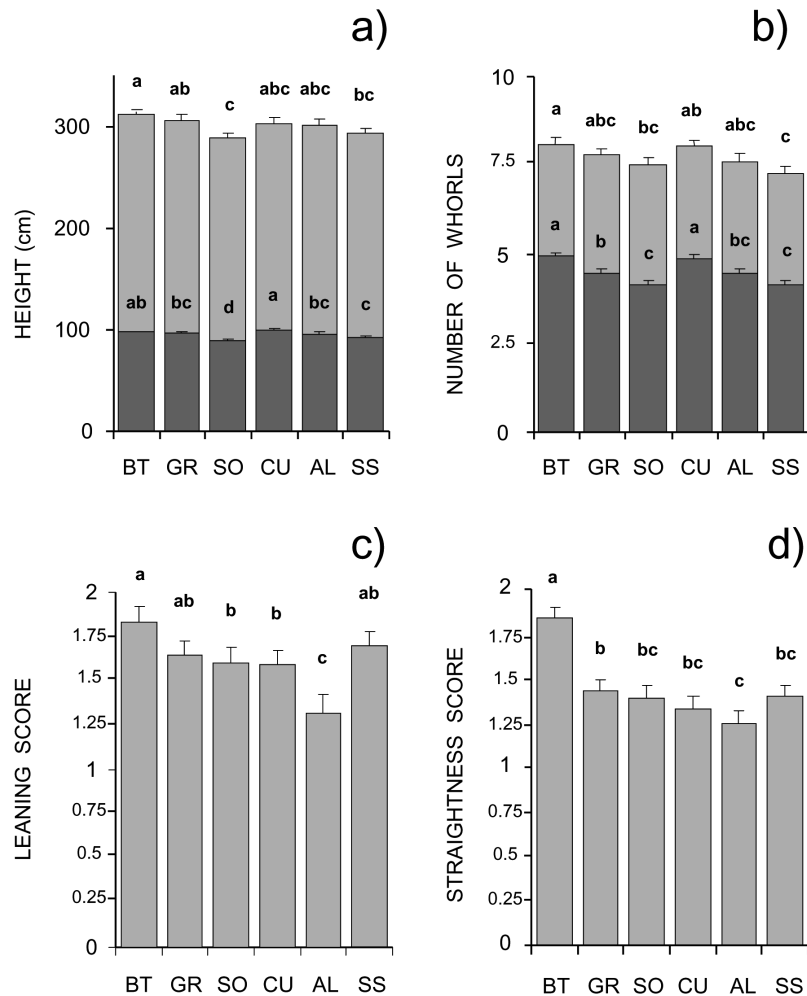 a)
a ab c abc abc bc
300
200
100
0
HEIGHT (cm)
ab bc d a bc c
BT GR SO CU AL SS
b)
10
7.5
5
2.5
0
NUMBER OF WHORLS
a abc bc ab abc c
a b c a bc c
BT GR SO CU AL SS
c)
2
1.75
1.5
1.25
1
0.75
0.5
0.25
0
LEANING SCORE
a ab b b c ab
BT GR SO CU AL SS
d)
2
1.75
1.5
1.25
1
0.75
0.5
0.25
0
STRAIGHTNESS SCORE
a b bc bc c bc
BT GR SO CU AL SS